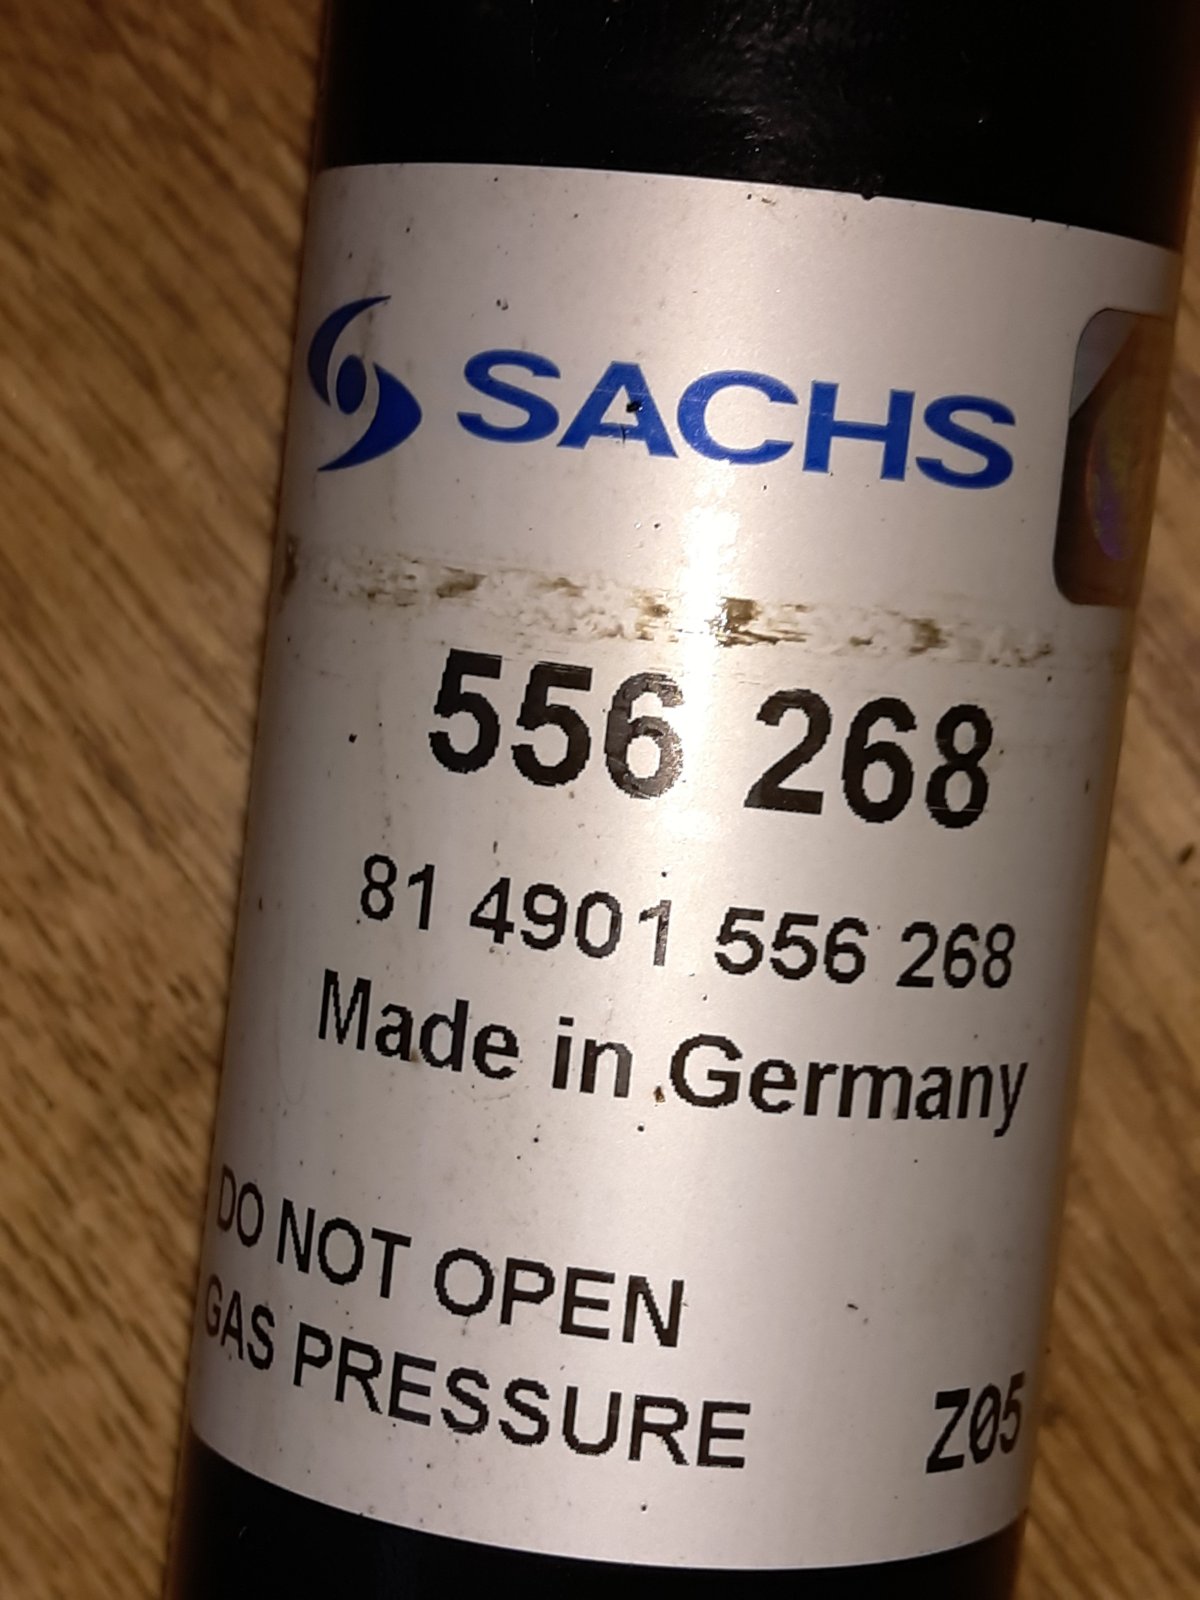 SACHS
556 268
81 4901 556 268
Made in Germany
DO NOT OPEN
GAS PRESSURE
Z05